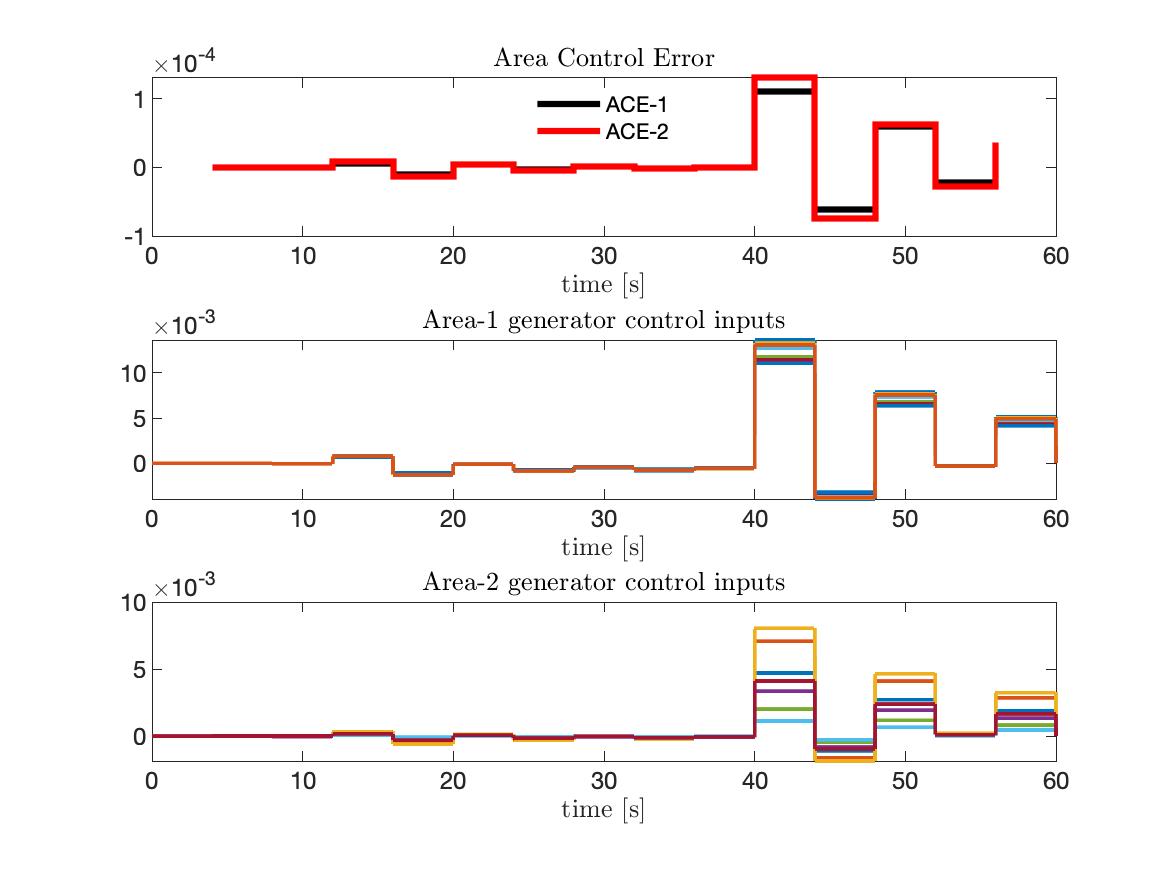 Area Control Error
×10⁻⁴
1
0
-1
ACE-1
ACE-2
0 10 20 30 40 50 60
time [s]
Area-1 generator control inputs
×10⁻³
10
5
0
0 10 20 30 40 50 60
time [s]
Area-2 generator control inputs
×10⁻³
10
5
0
0 10 20 30 40 50 60
time [s]